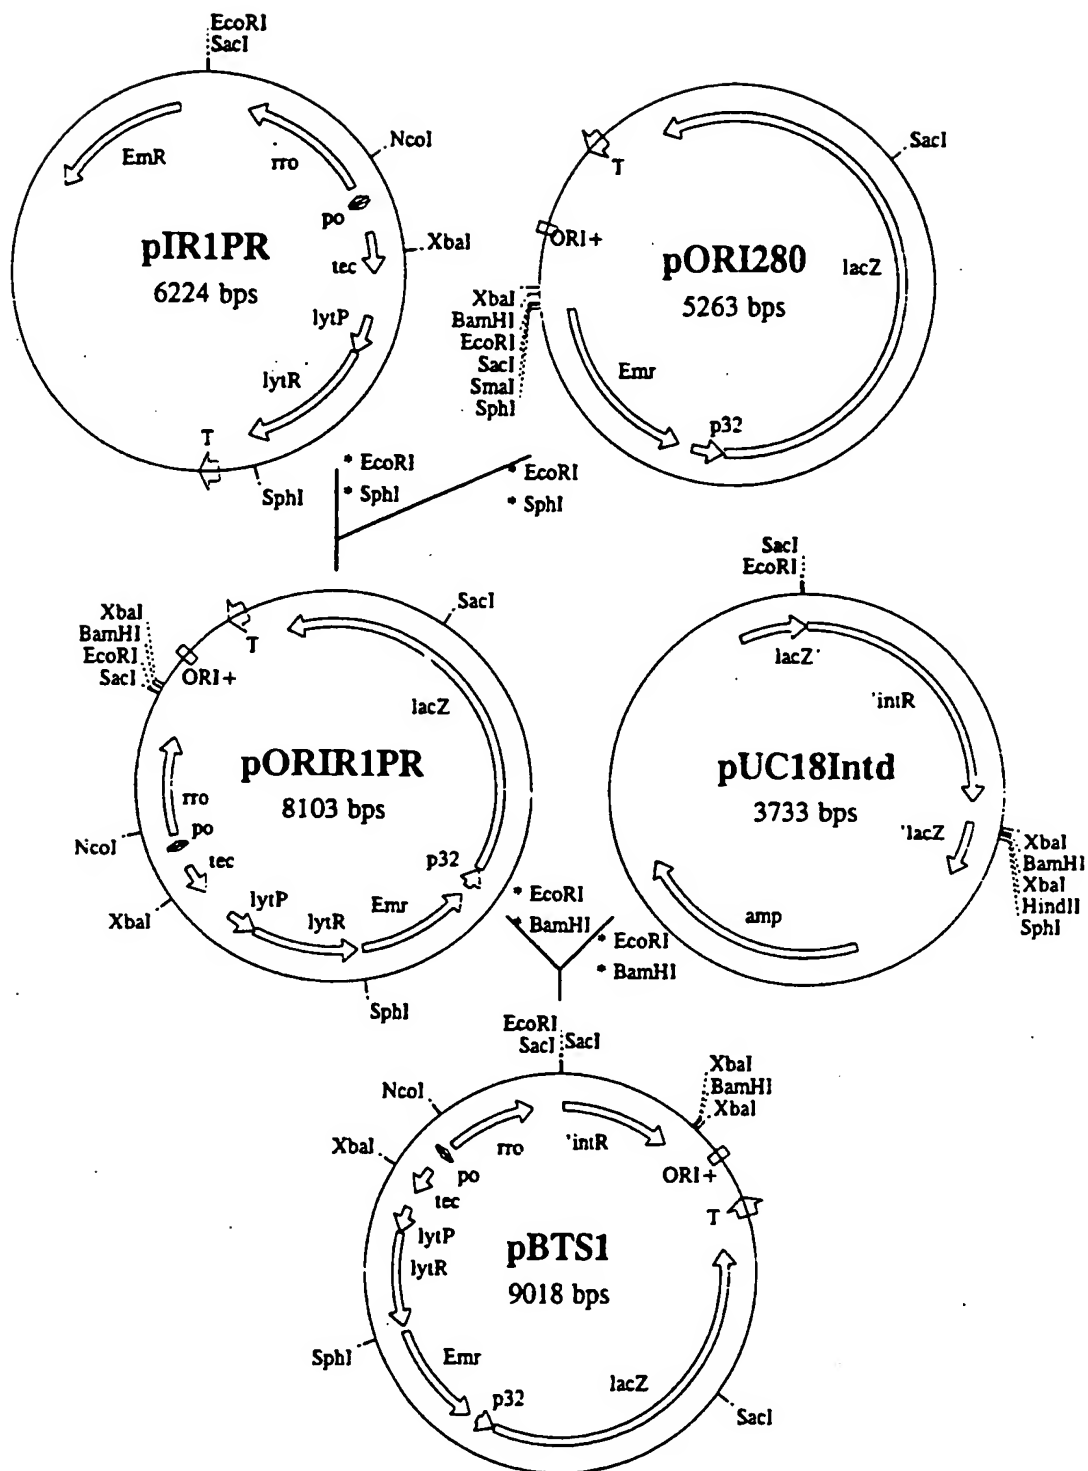 EcoRI
SacI
NcoI
EmR
rro
po
XbaI
pIR1PR
6224 bps
tec
lytP
lytR
T
SphI
SacI
T
ORI+
pORI280
5263 bps
lacZ
XbaI
BamHI
EcoRI
SacI
SmaI
SphI
Emr
p32
* EcoRI
* SphI
* EcoRI
* SphI
XbaI
BamHI
EcoRI
SacI
SacI
T
ORI+
lacZ
pORIR1PR
8103 bps
rro
po
NcoI
tec
XbaI
lytP
lytR
Emr
p32
SphI
SacI
EcoRI
lacZ'
'intR
pUC18Intd
3733 bps
'lacZ
XbaI
BamHI
XbaI
HindII
SphI
amp
* EcoRI
* BamHI
* EcoRI
* BamHI
EcoRI
SacI
SacI
XbaI
BamHI
XbaI
NcoI
rro
'intR
XbaI
po
ORI+
tec
T
lytP
lytR
pBTS1
9018 bps
SphI
Emr
p32
lacZ
SacI